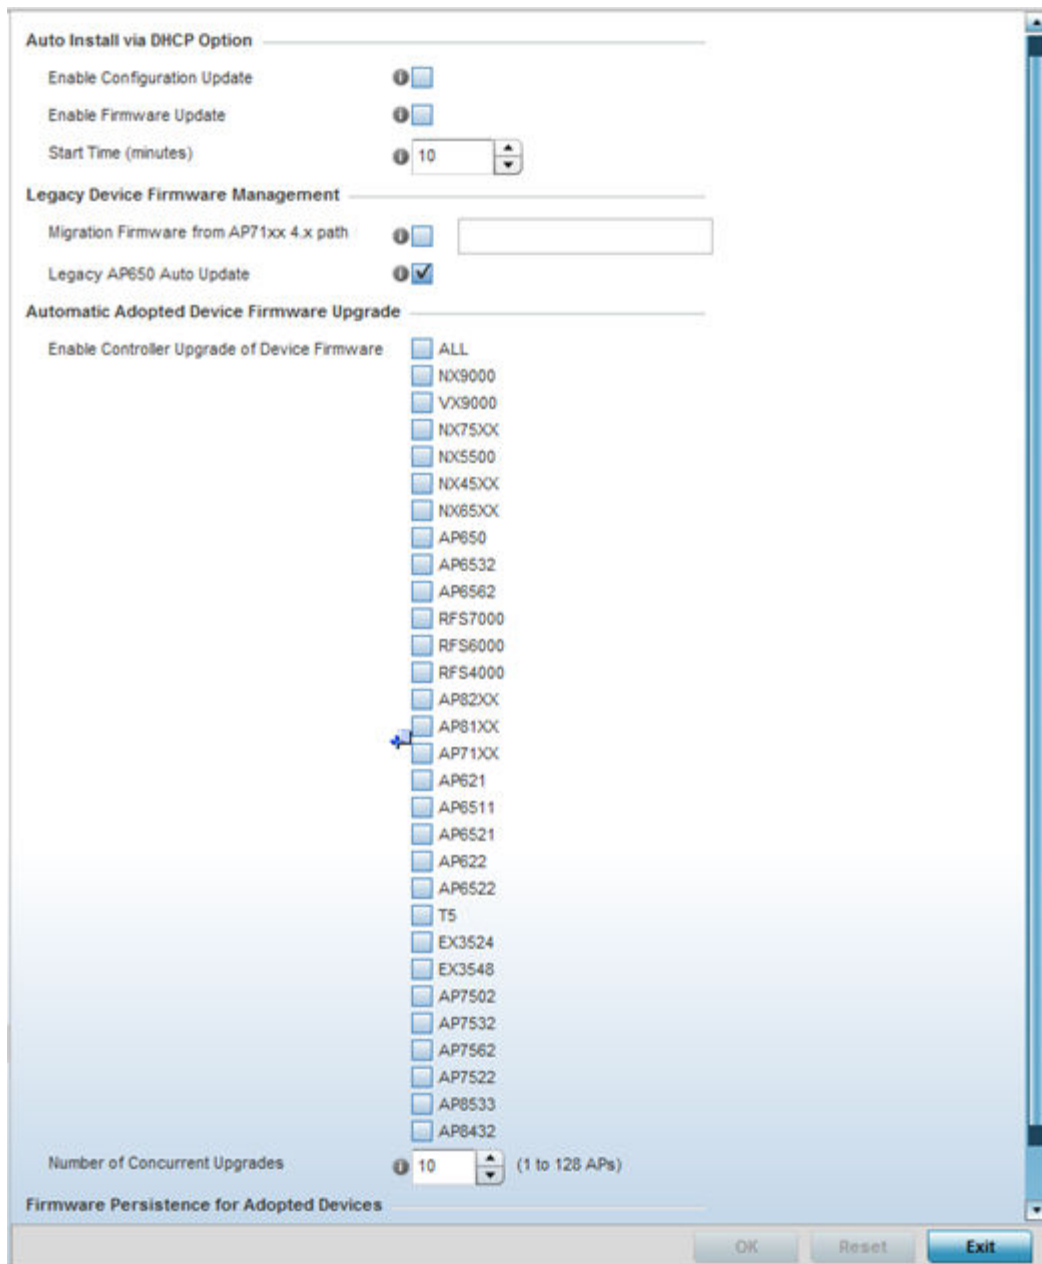 Auto Install via DHCP Option
Enable Configuration Update
Enable Firmware Update
Start Time (minutes) 10
Legacy Device Firmware Management
Migration Firmware from AP71xx 4.x path
Legacy AP650 Auto Update
Automatic Adopted Device Firmware Upgrade
Enable Controller Upgrade of Device Firmware ALL
NX9000
VX9000
NX75XX
NX5500
NX45XX
NX65XX
AP650
AP6532
AP6562
RFS7000
RFS6000
RFS4000
AP82XX
AP81XX
AP71XX
AP621
AP6511
AP6521
AP622
AP6522
T5
EX3524
EX3548
AP7502
AP7532
AP7562
AP7522
AP8533
AP8432
Number of Concurrent Upgrades 10 (1 to 128 APs)
Firmware Persistence for Adopted Devices
OK Reset Exit